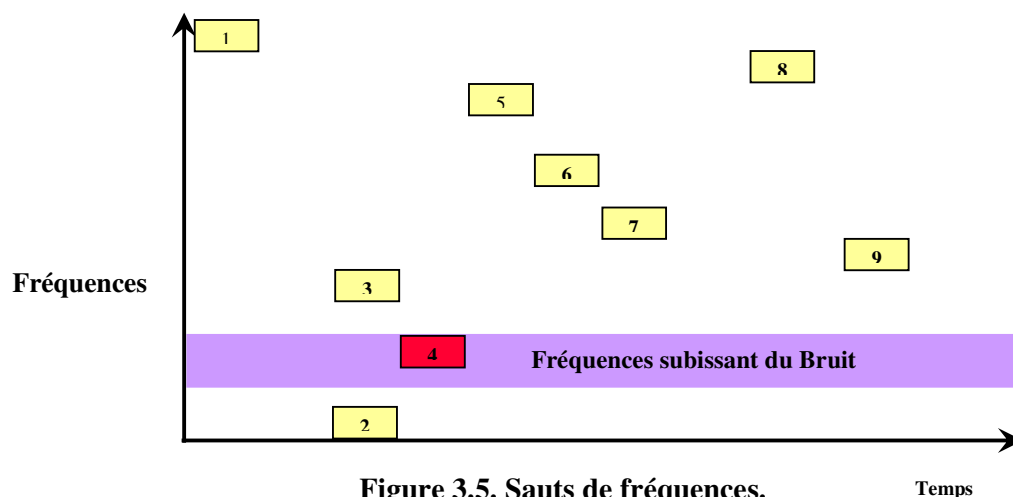 1
8
5
6
7
9
Fréquences
3
4
Fréquences subissant du Bruit
2
Figure 3.5. Sauts de fréquences.
Temps